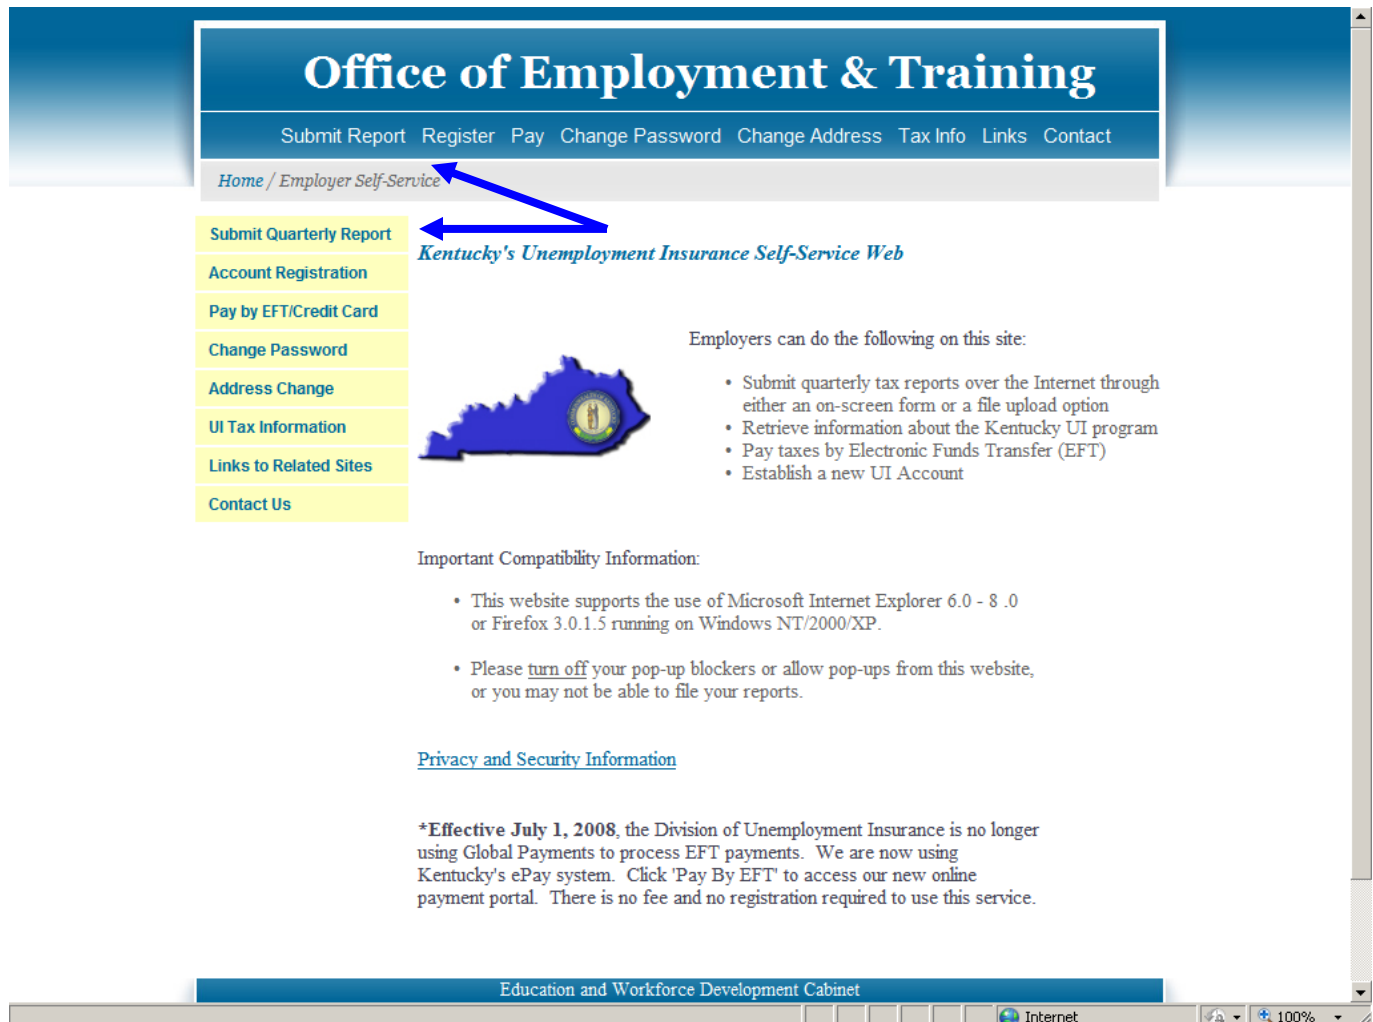 Office of Employment & Training
Submit Report Register Pay Change Password Change Address Tax Info Links Contact
Home / Employer Self-Service
Submit Quarterly Report
Account Registration
Pay by EFT/Credit Card
Change Password
Address Change
UI Tax Information
Links to Related Sites
Contact Us
Kentucky's Unemployment Insurance Self-Service Web
Employers can do the following on this site:
• Submit quarterly tax reports over the Internet through
either an on-screen form or a file upload option
• Retrieve information about the Kentucky UI program
• Pay taxes by Electronic Funds Transfer (EFT)
• Establish a new UI Account
Important Compatibility Information:
• This website supports the use of Microsoft Internet Explorer 6.0 - 8 .0
or Firefox 3.0.1.5 running on Windows NT/2000/XP.
• Please turn off your pop-up blockers or allow pop-ups from this website,
or you may not be able to file your reports.
Privacy and Security Information
*Effective July 1, 2008, the Division of Unemployment Insurance is no longer
using Global Payments to process EFT payments. We are now using
Kentucky's ePay system. Click 'Pay By EFT' to access our new online
payment portal. There is no fee and no registration required to use this service.
Education and Workforce Development Cabinet
Internet
100%